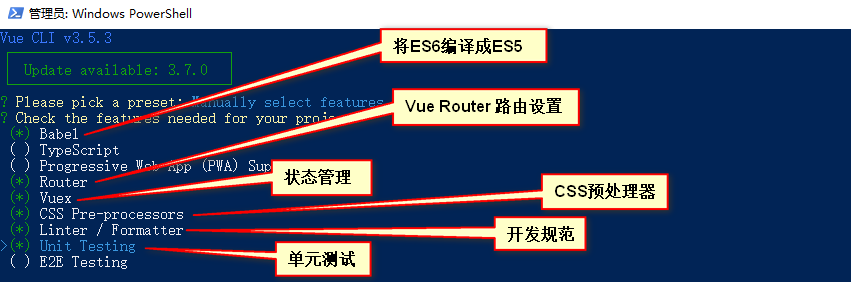 管理员: Windows PowerShell
Vue CLI v3.5.3
Update available: 3.7.0
? Please pick a preset: Manually select features
? Check the features needed for your proj
(*) Babel
( ) TypeScript
( ) Progressive Web App (PWA) Sup
(*) Router
(*) Vuex
(*) CSS Pre-processors
(*) Linter / Formatter
>(*) Unit Testing
( ) E2E Testing
将ES6编译成ES5
Vue Router 路由设置
状态管理
CSS预处理器
开发规范
单元测试